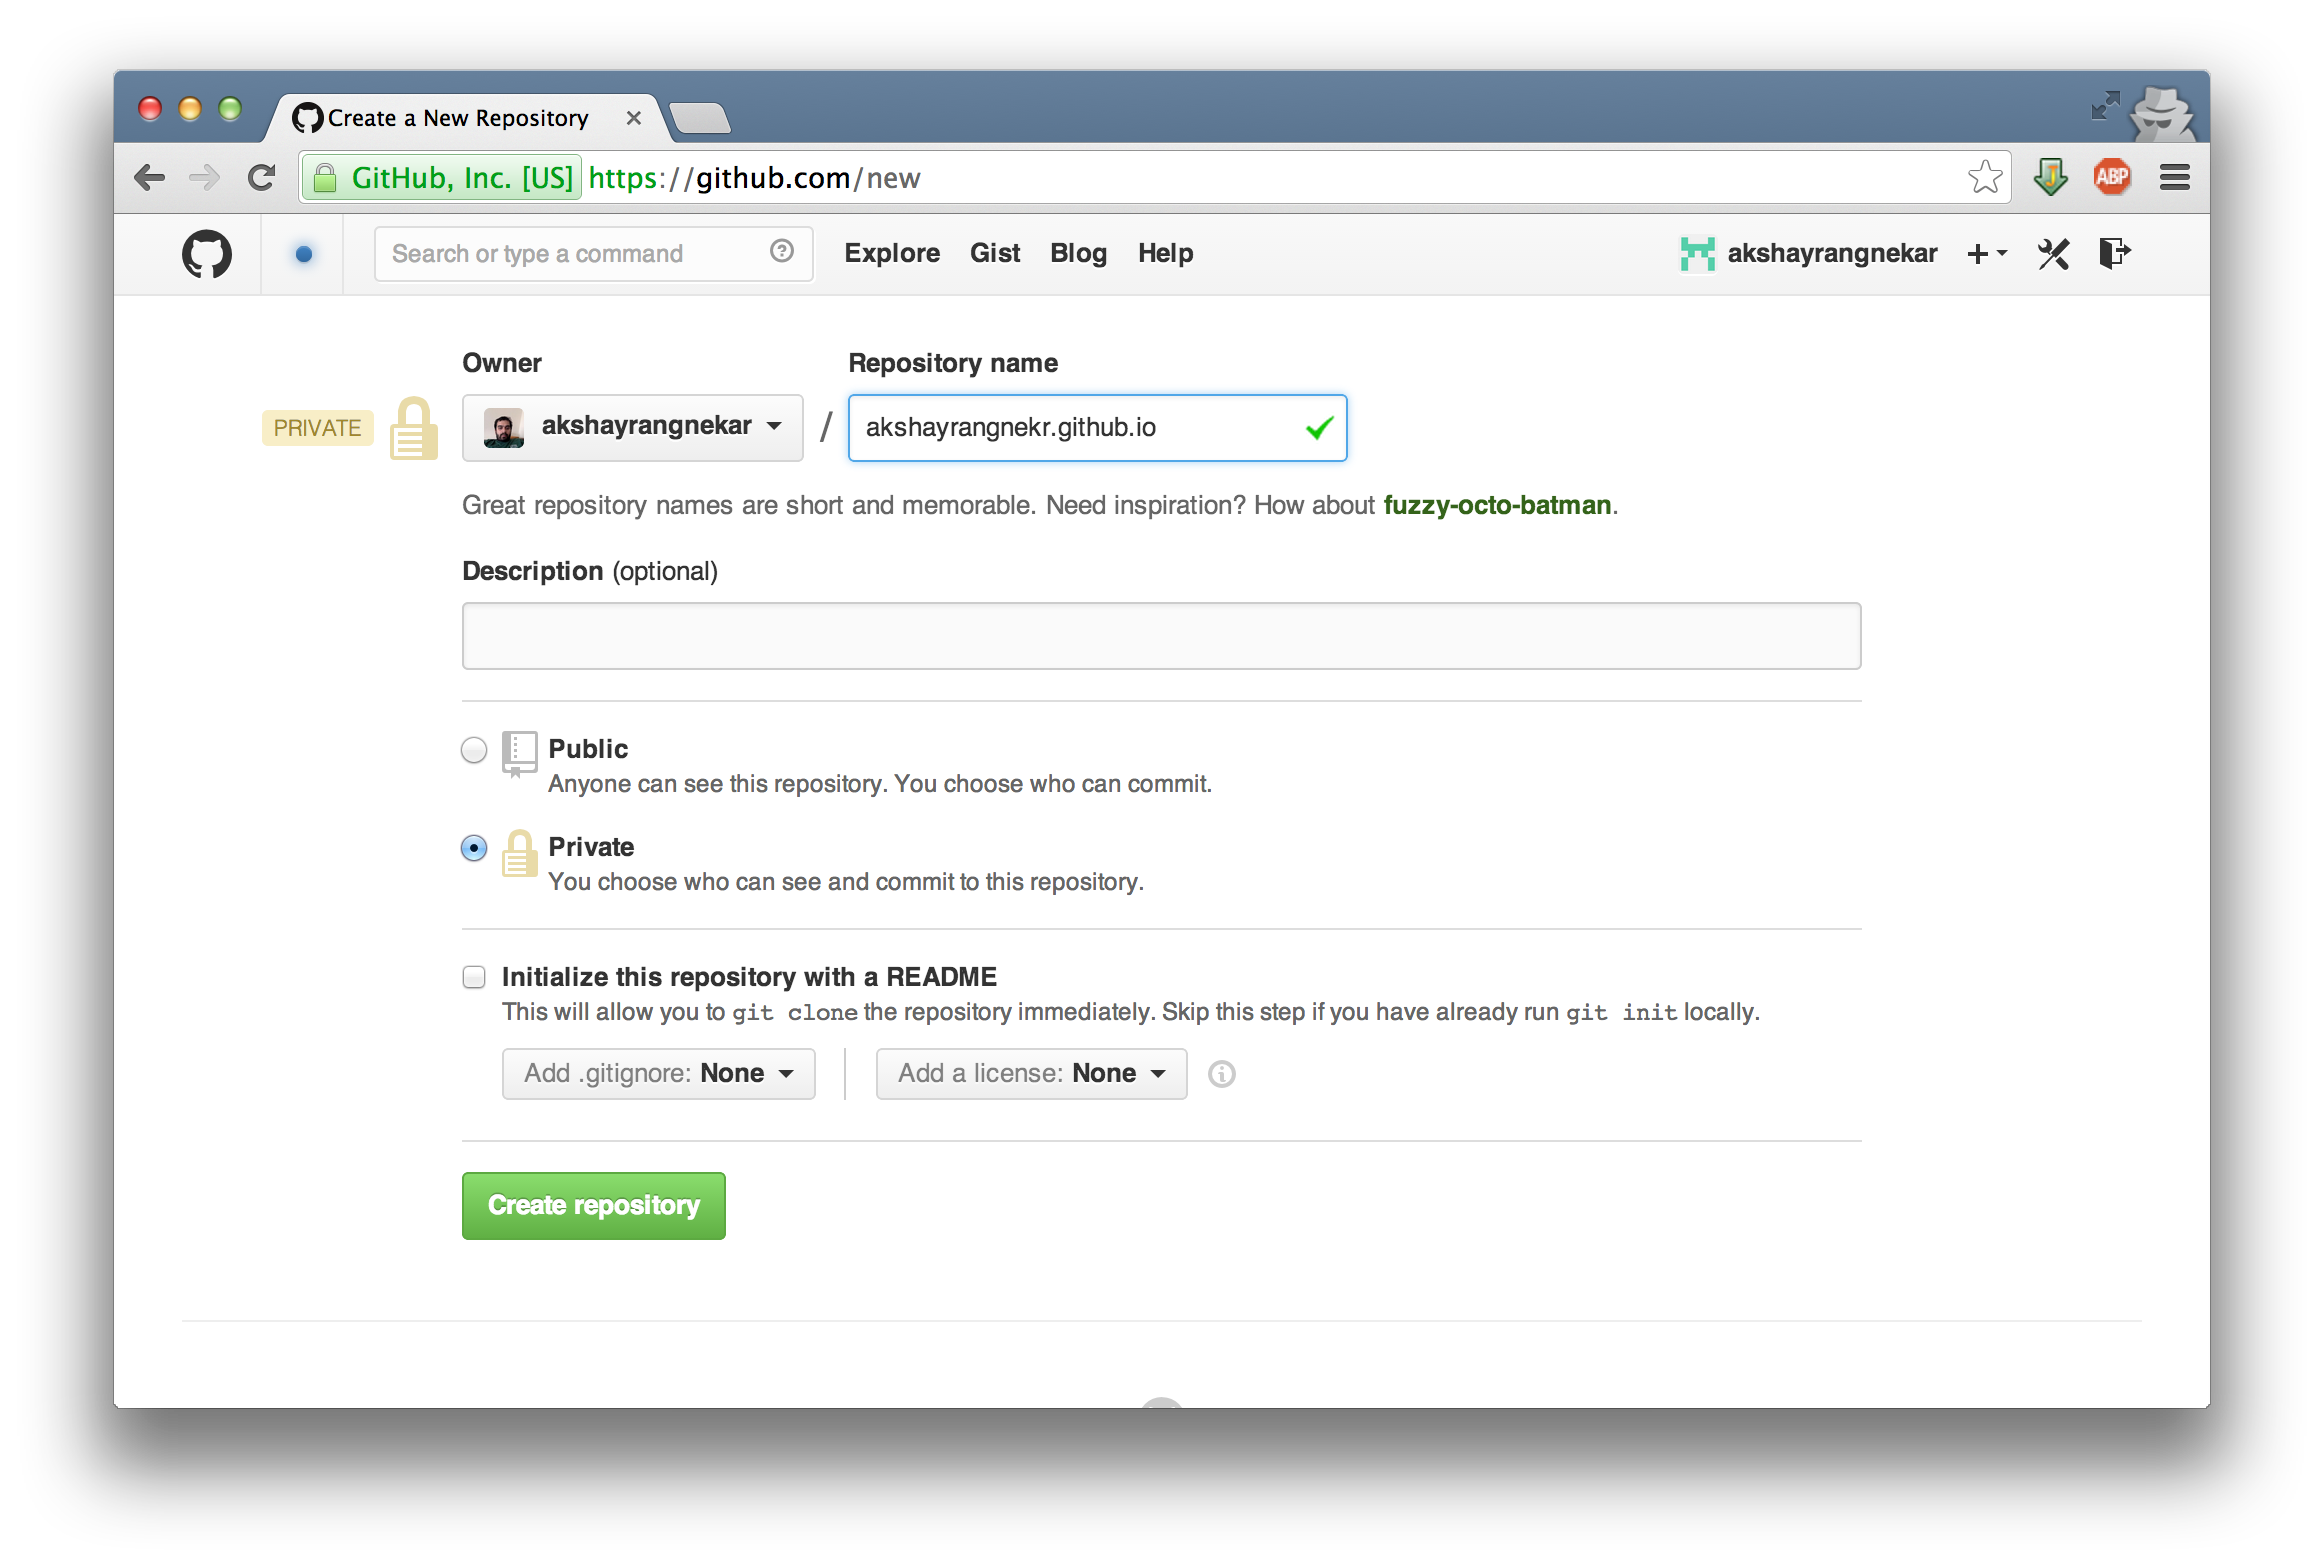 Create a New Repository
GitHub, Inc. [US] https://github.com/new
ABP
Search or type a command
Explore Gist Blog Help
akshayrangnekar
Owner Repository name
PRIVATE akshayrangnekar / akshayrangnekr.github.io
Great repository names are short and memorable. Need inspiration? How about fuzzy-octo-batman.
Description (optional)
Public
Anyone can see this repository. You choose who can commit.
Private
You choose who can see and commit to this repository.
Initialize this repository with a README
This will allow you to git clone the repository immediately. Skip this step if you have already run git init locally.
Add .gitignore: None Add a license: None
Create repository